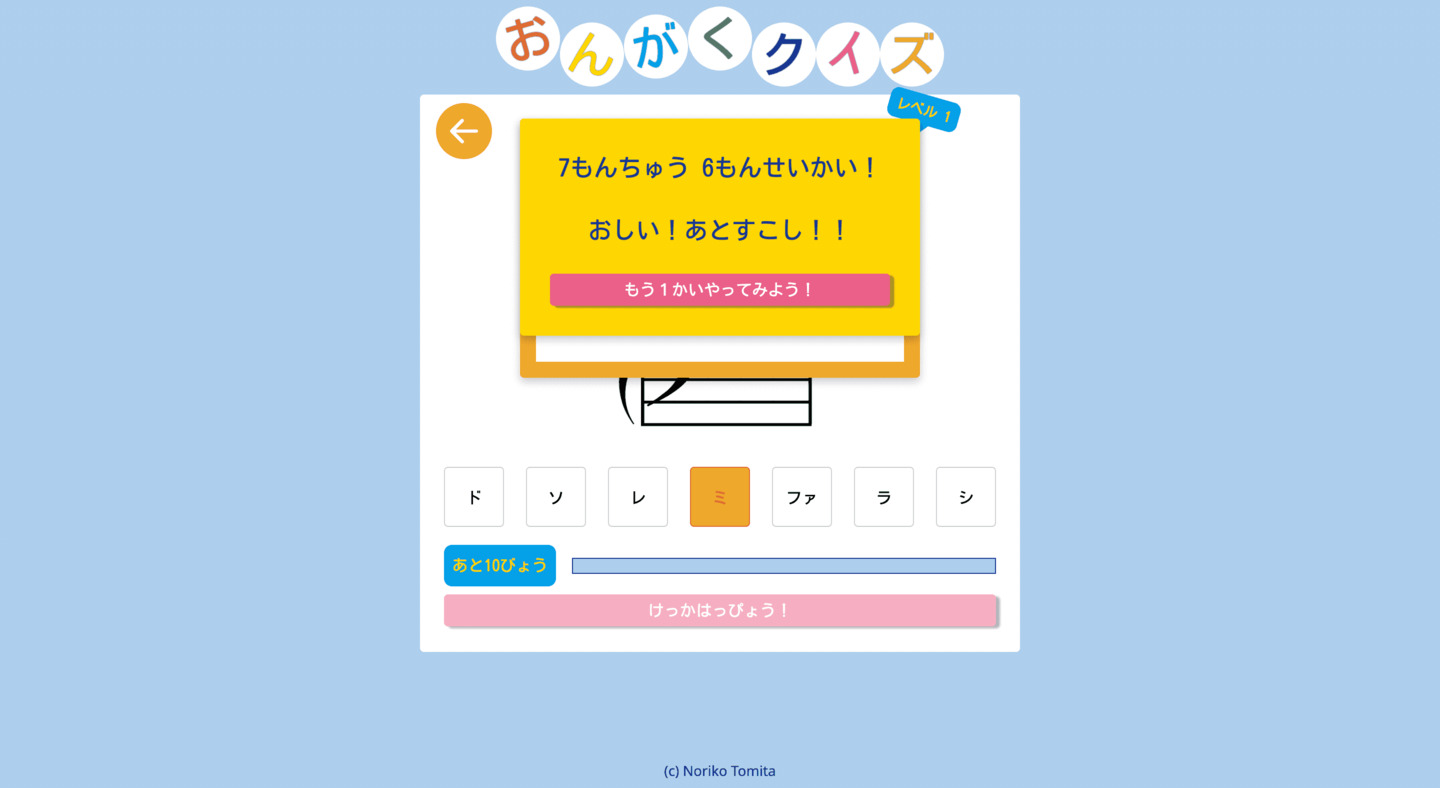 おんがくクイズ
レベル 1
7もんちゅう 6もんせいかい！
おしい！あとすこし！！
もう１かいやってみよう！
ド ソ レ ミ ファ ラ シ
あと10びょう
けっかはっぴょう！
(c) Noriko Tomita